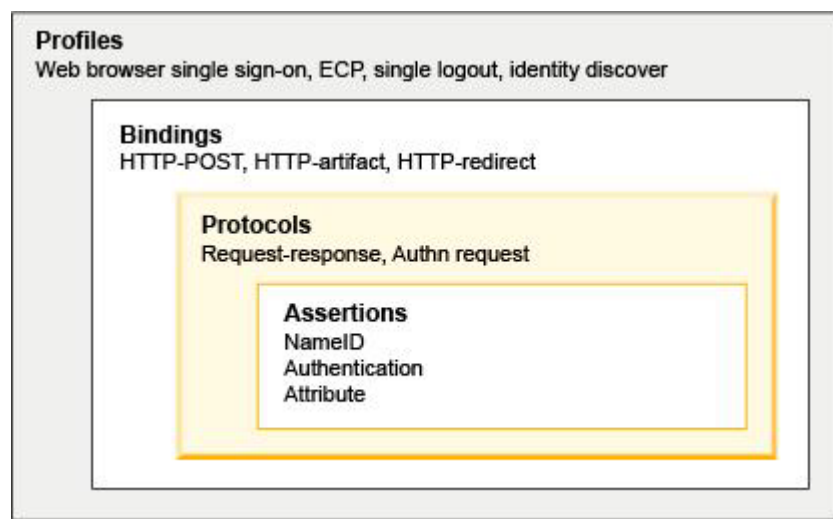 Profiles
Web browser single sign-on, ECP, single logout, identity discover
Bindings
HTTP-POST, HTTP-artifact, HTTP-redirect
Protocols
Request-response, Authn request
Assertions
NameID
Authentication
Attribute